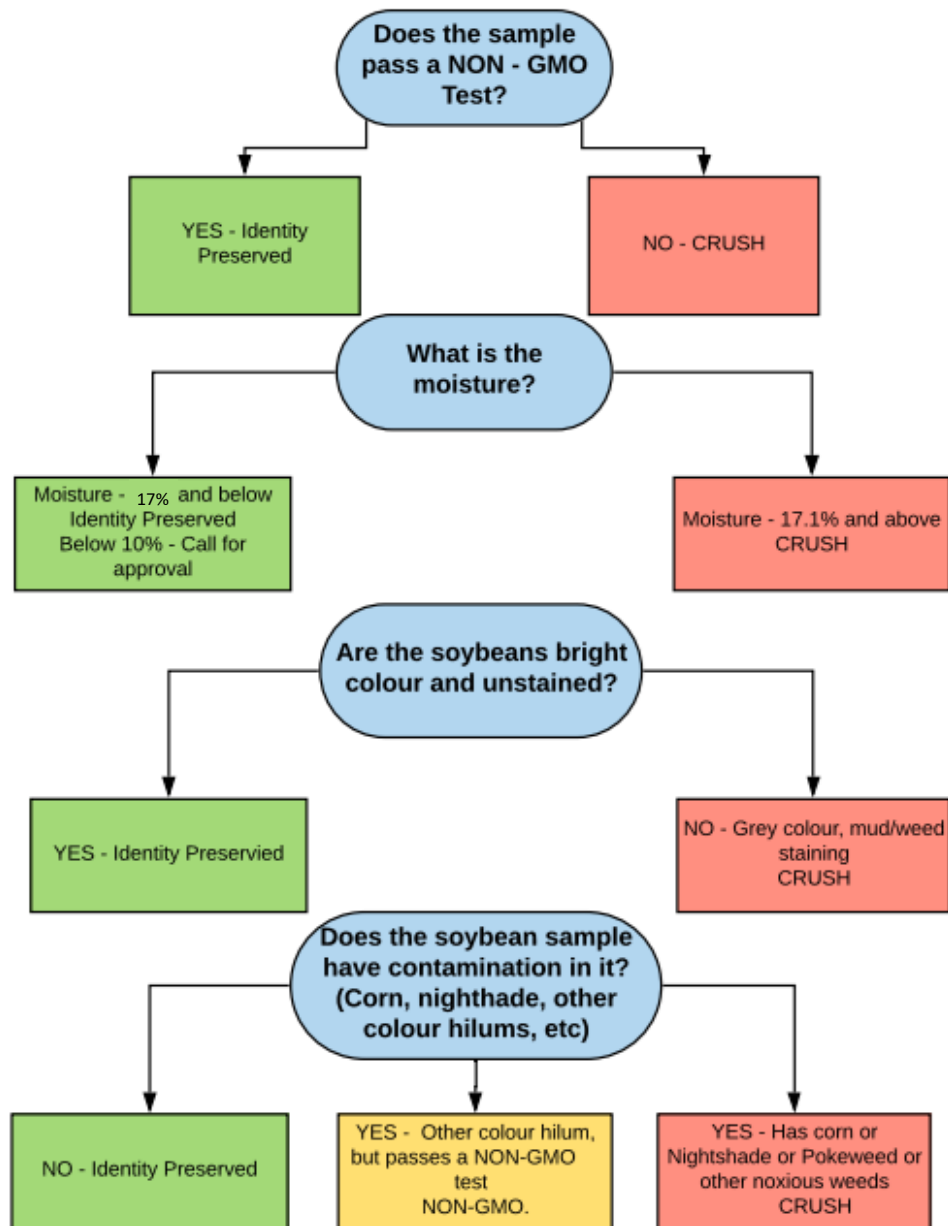 Does the sample
pass a NON - GMO
Test?
YES - Identity
Preserved
NO - CRUSH
What is the
moisture?
Moisture - 17% and below
Identity Preserved
Below 10% - Call for
approval
Moisture - 17.1% and above
CRUSH
Are the soybeans bright
colour and unstained?
YES - Identity Preservied
NO - Grey colour, mud/weed
staining
CRUSH
Does the soybean sample
have contamination in it?
(Corn, nighthade, other
colour hilums, etc)
NO - Identity Preserved
YES - Other colour hilum,
but passes a NON-GMO
test
NON-GMO.
YES - Has corn or
Nightshade or Pokeweed or
other noxious weeds
CRUSH